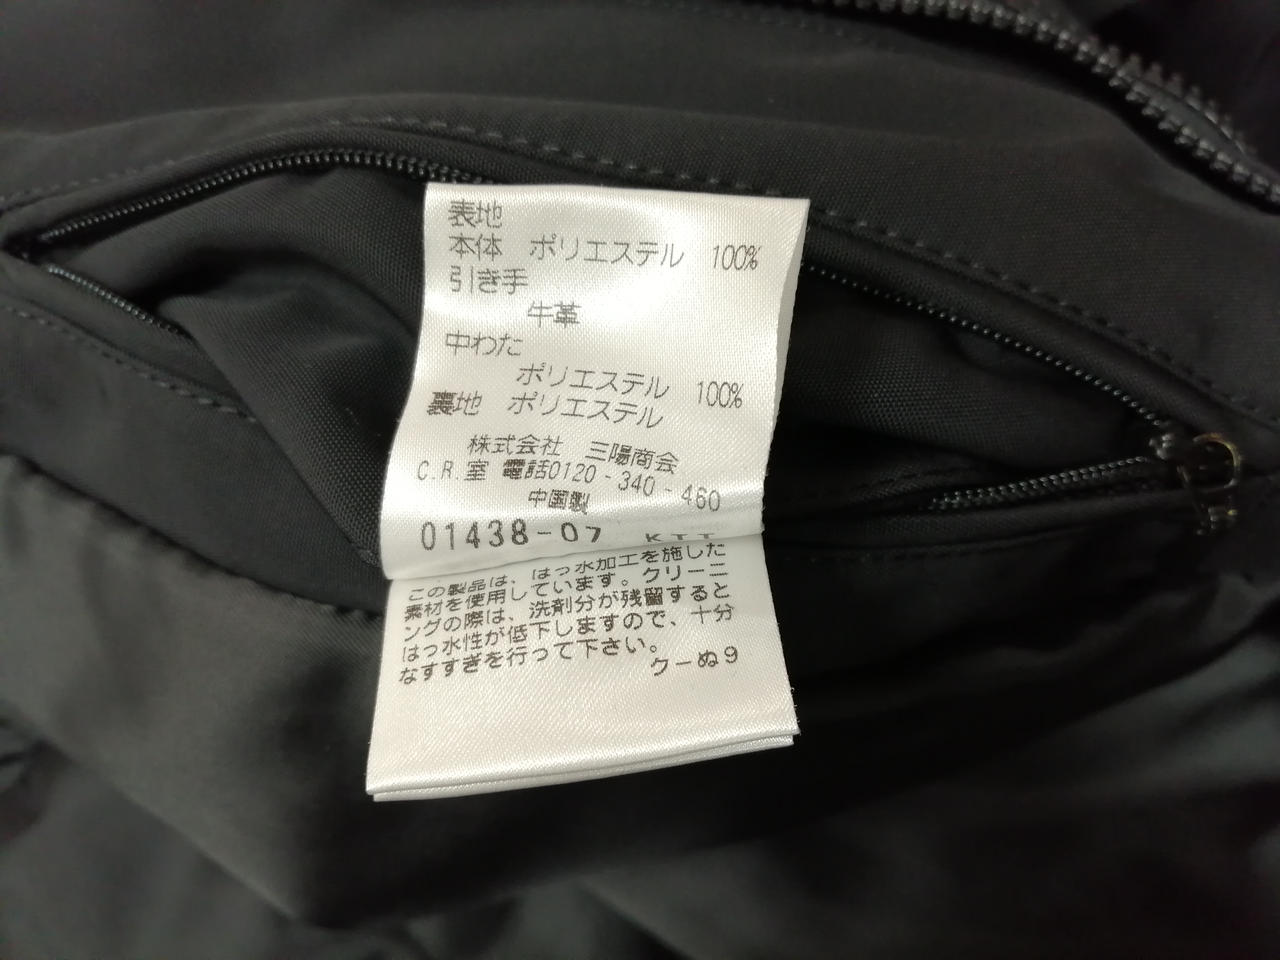 表地
本体 ポリエステル 100%
引き手
牛革
中わた
ポリエステル 100%
裏地 ポリエステル
株式会社 三陽商会
C.R.室 電話0120-340-460
中国製
01438-07 KTT
この製品は、はっ水加工を施した
素材を使用しています。クリーニ
ングの際は、洗剤分が残留すると
はっ水性が低下しますので、十分
なすすぎを行って下さい。
クーぬ9